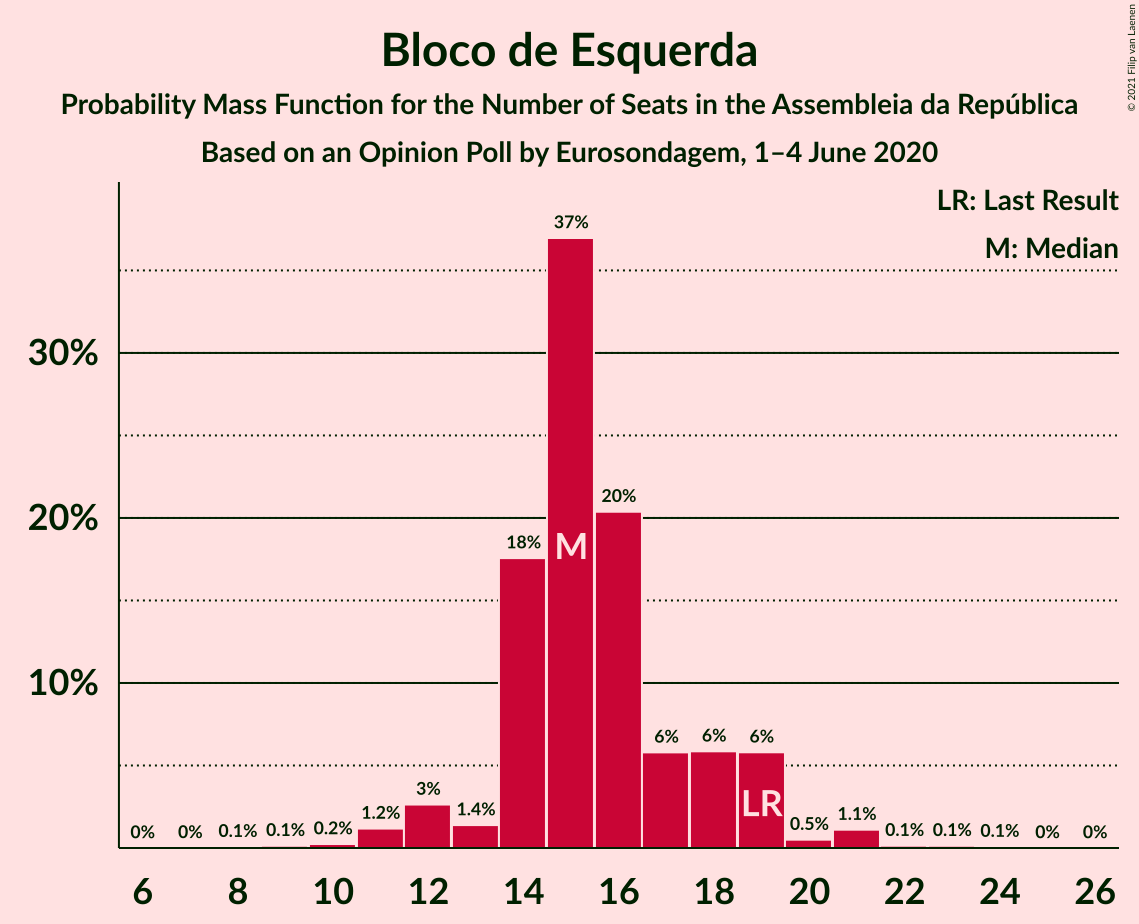 Bloco de Esquerda
Probability Mass Function for the Number of Seats in the Assembleia da República
Based on an Opinion Poll by Eurosondagem, 1–4 June 2020
© 2021 Filip van Laenen
LR: Last Result
M: Median
30%
20%
10%
0% 0% 0.1% 0.1% 0.2% 1.2% 3% 1.4% 18% 37% 20% 6% 6% 6% 0.5% 1.1% 0.1% 0.1% 0.1% 0% 0%
M
LR
6 8 10 12 14 16 18 20 22 24 26